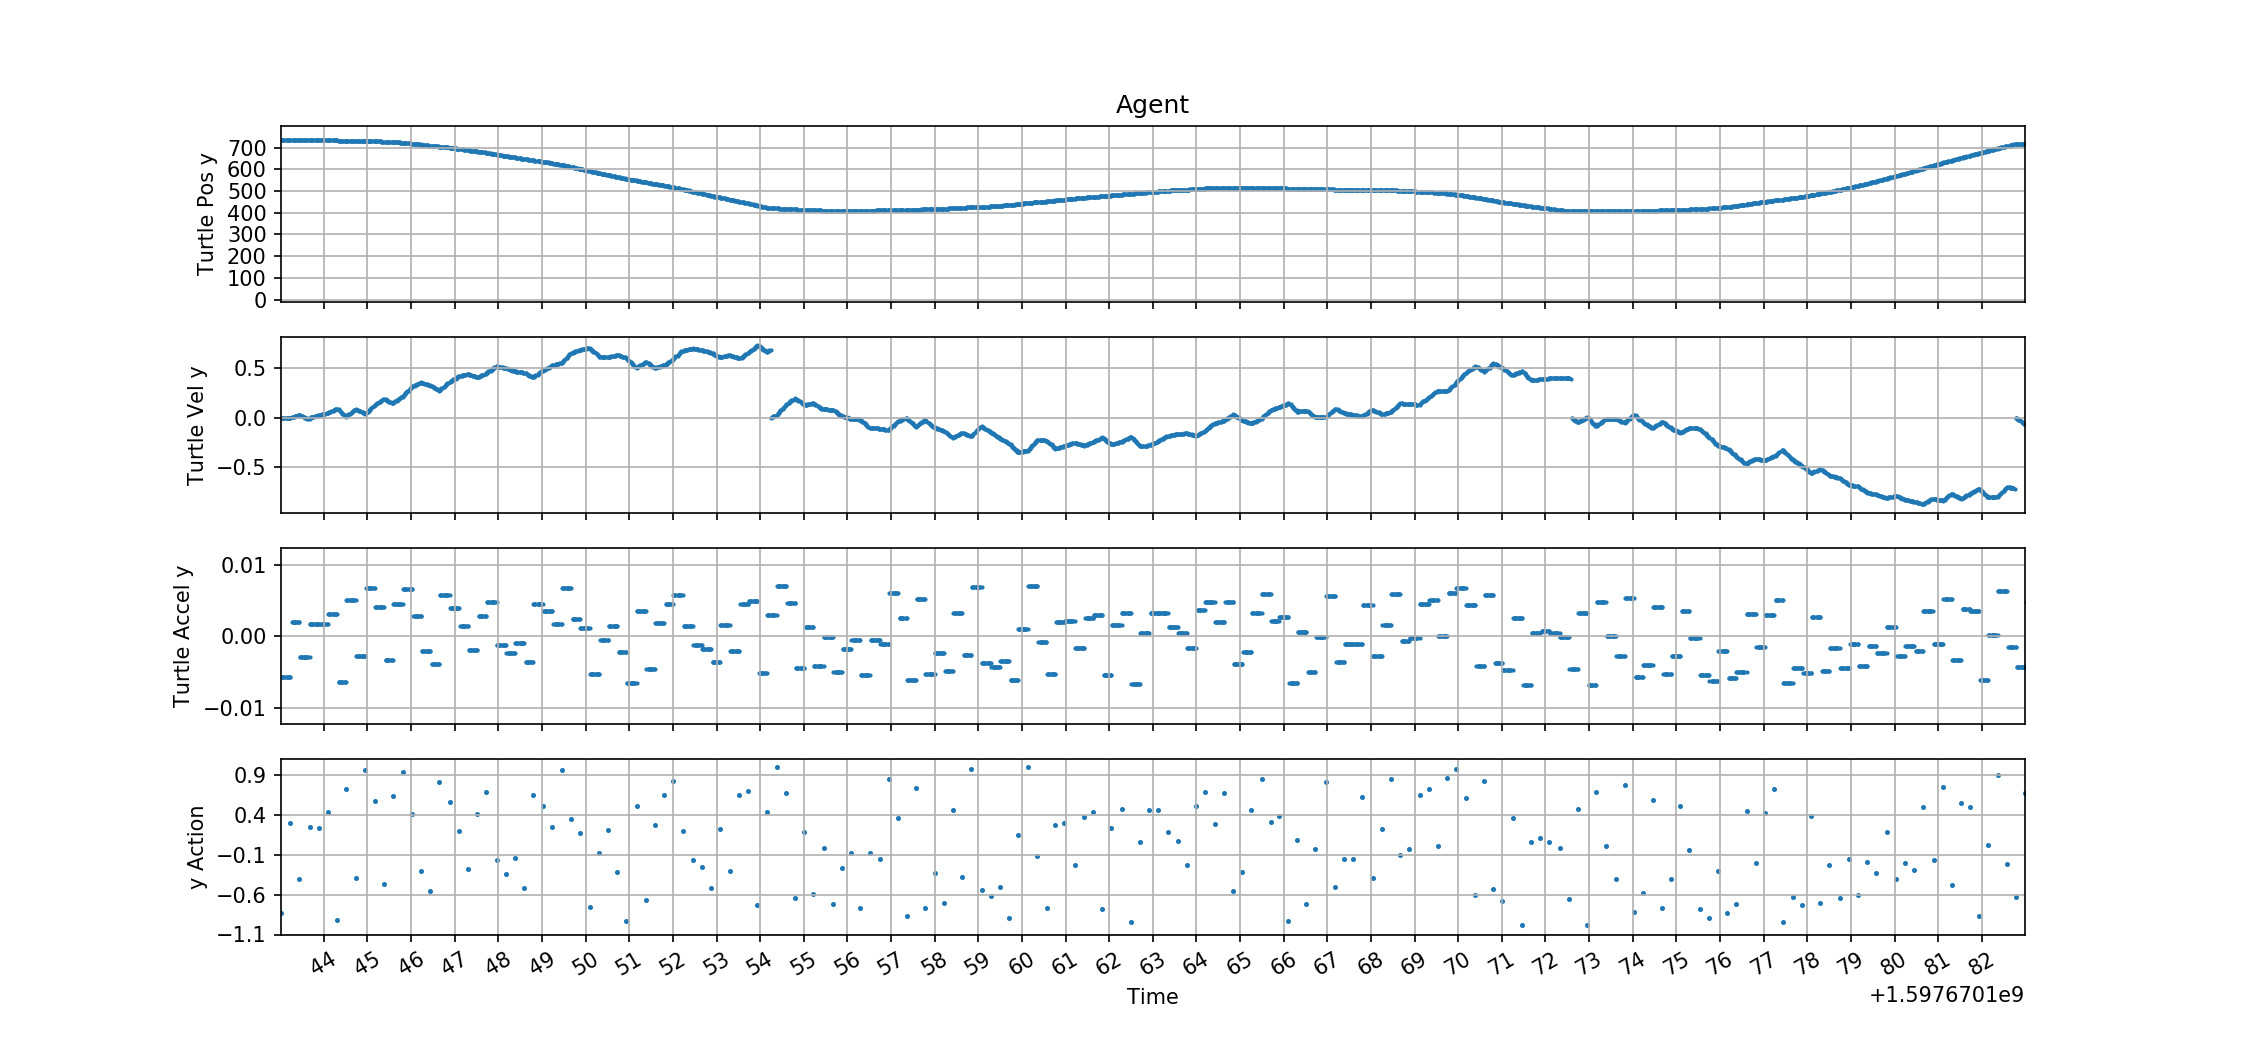 Agent
Turtle Pos y
700
600
500
400
300
200
100
0
Turtle Vel y
0.5
0.0
−0.5
Turtle Accel y
0.01
0.00
−0.01
y Action
0.9
0.4
−0.1
−0.6
−1.1
44 45 46 47 48 49 50 51 52 53 54 55 56 57 58 59 60 61 62 63 64 65 66 67 68 69 70 71 72 73 74 75 76 77 78 79 80 81 82
Time
+1.5976701e9